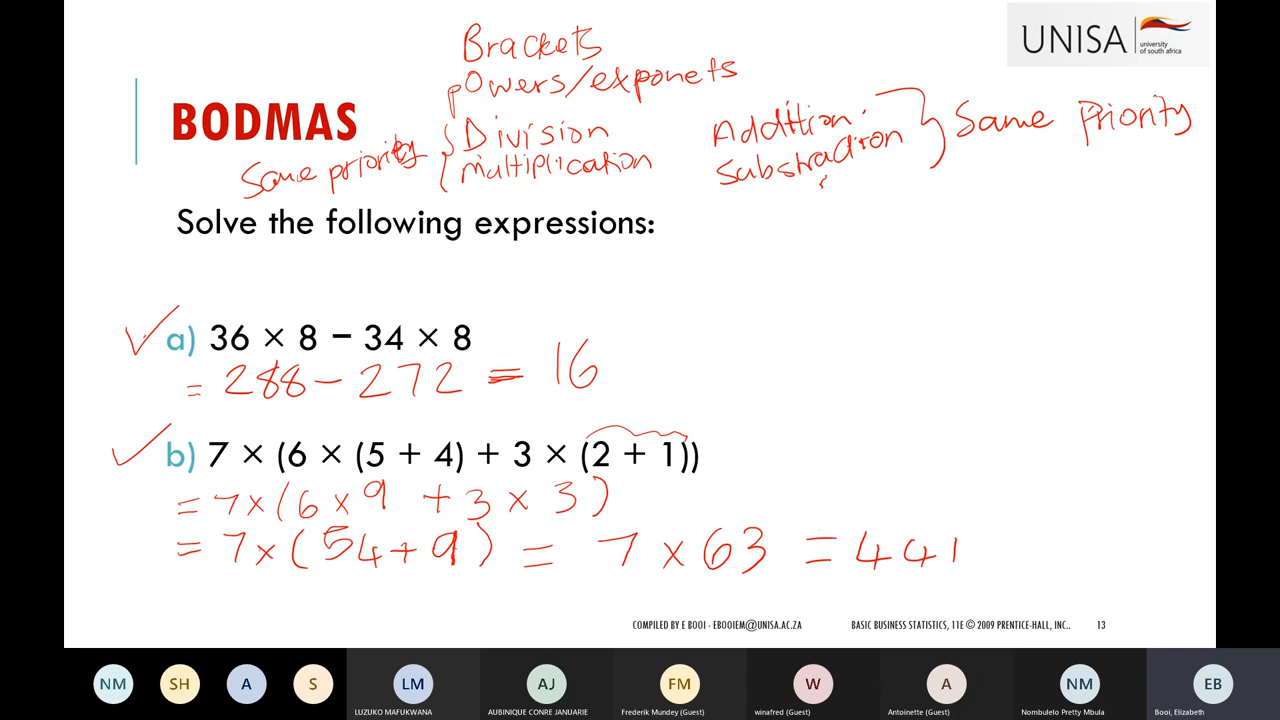 Brackets
powers/exponets
UNISA
university
of south africa
BODMAS
Division
multiplication
Same priority
Addition
Substraction
Same Priority
Solve the following expressions:
a) 36 × 8 − 34 × 8
= 288 − 272 = 16
b) 7 × (6 × (5 + 4) + 3 × (2 + 1))
= 7 × (6 × 9 + 3 × 3)
= 7 × (54 + 9) = 7 × 63 = 441
COMPILED BY E BOOI - EBOOIEM@UNISA.AC.ZA
BASIC BUSINESS STATISTICS, 11E © 2009 PRENTICE-HALL, INC..
13
NM
SH
A
S
LM
AJ
FM
W
A
NM
EB
LUZUKO MAFUKWANA
AUBINIQUE CONRE JANUARIE
Frederik Mundey (Guest)
winafred (Guest)
Antoinette (Guest)
Nombulelo Pretty Mbula
Booi, Elizabeth